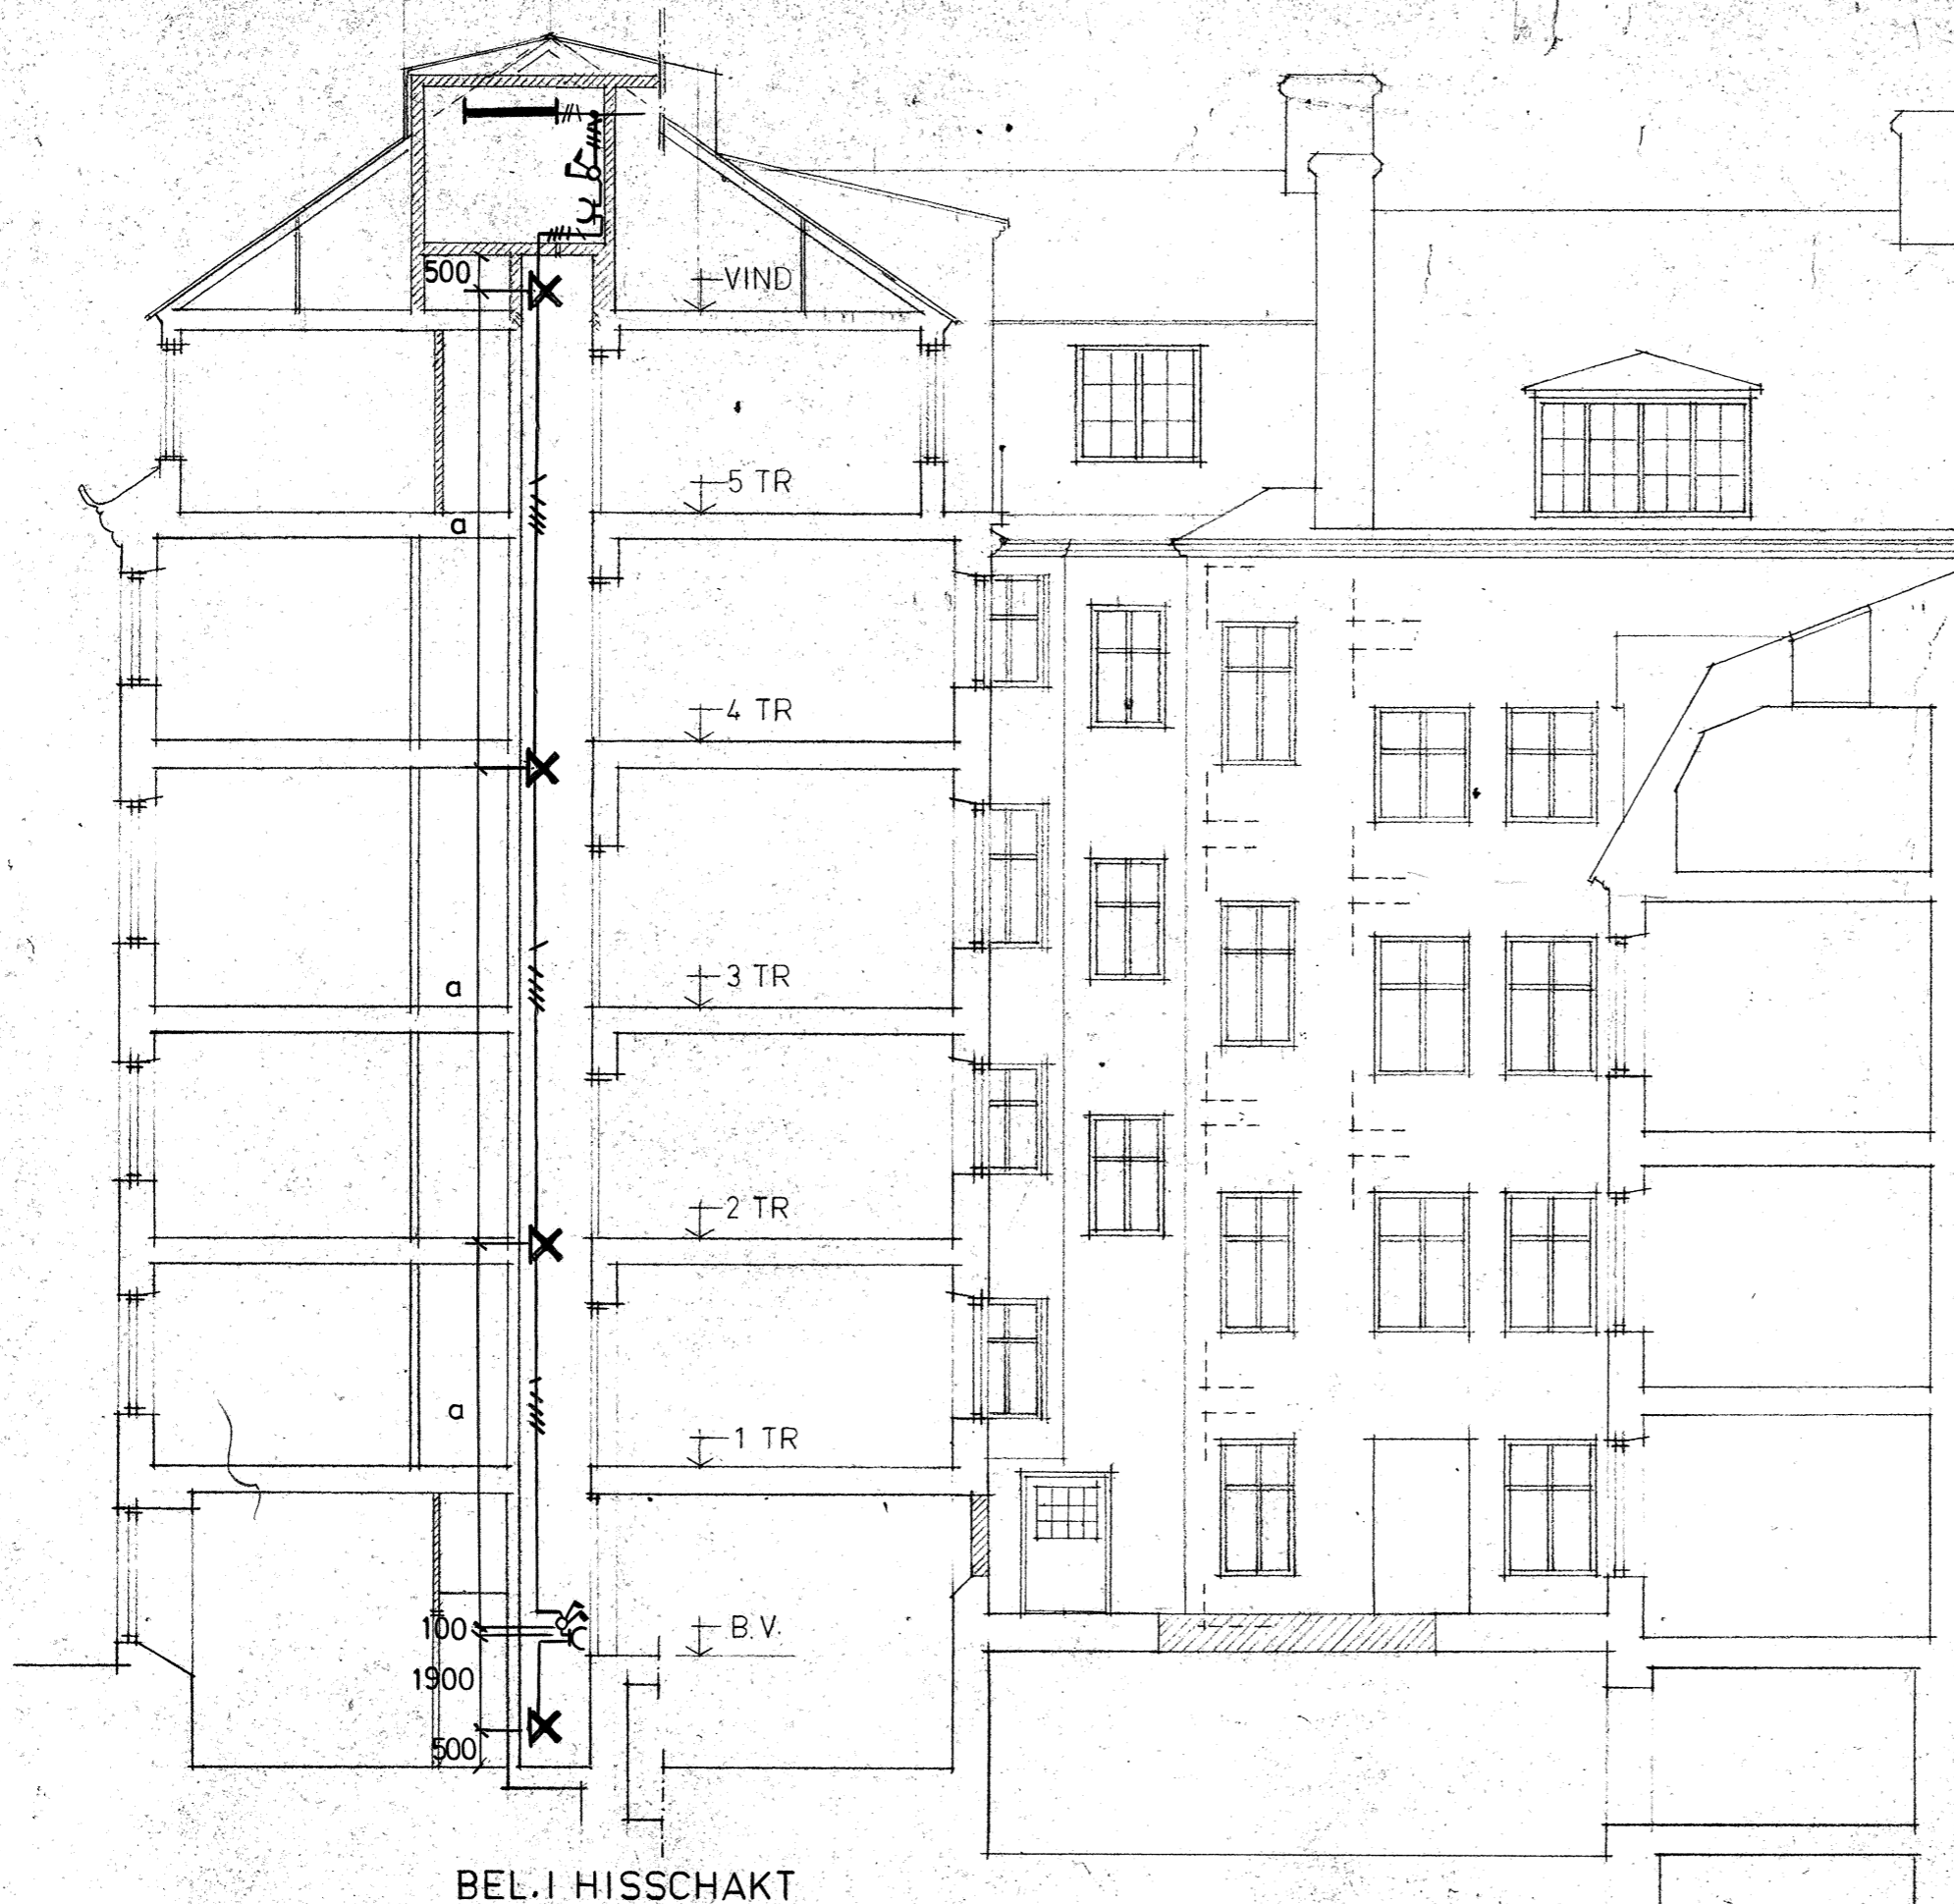 500
VIND
5 TR
a
4 TR
3 TR
a
2 TR
a
1 TR
100
B.V.
1900
500
BEL. I HISSCHAKT